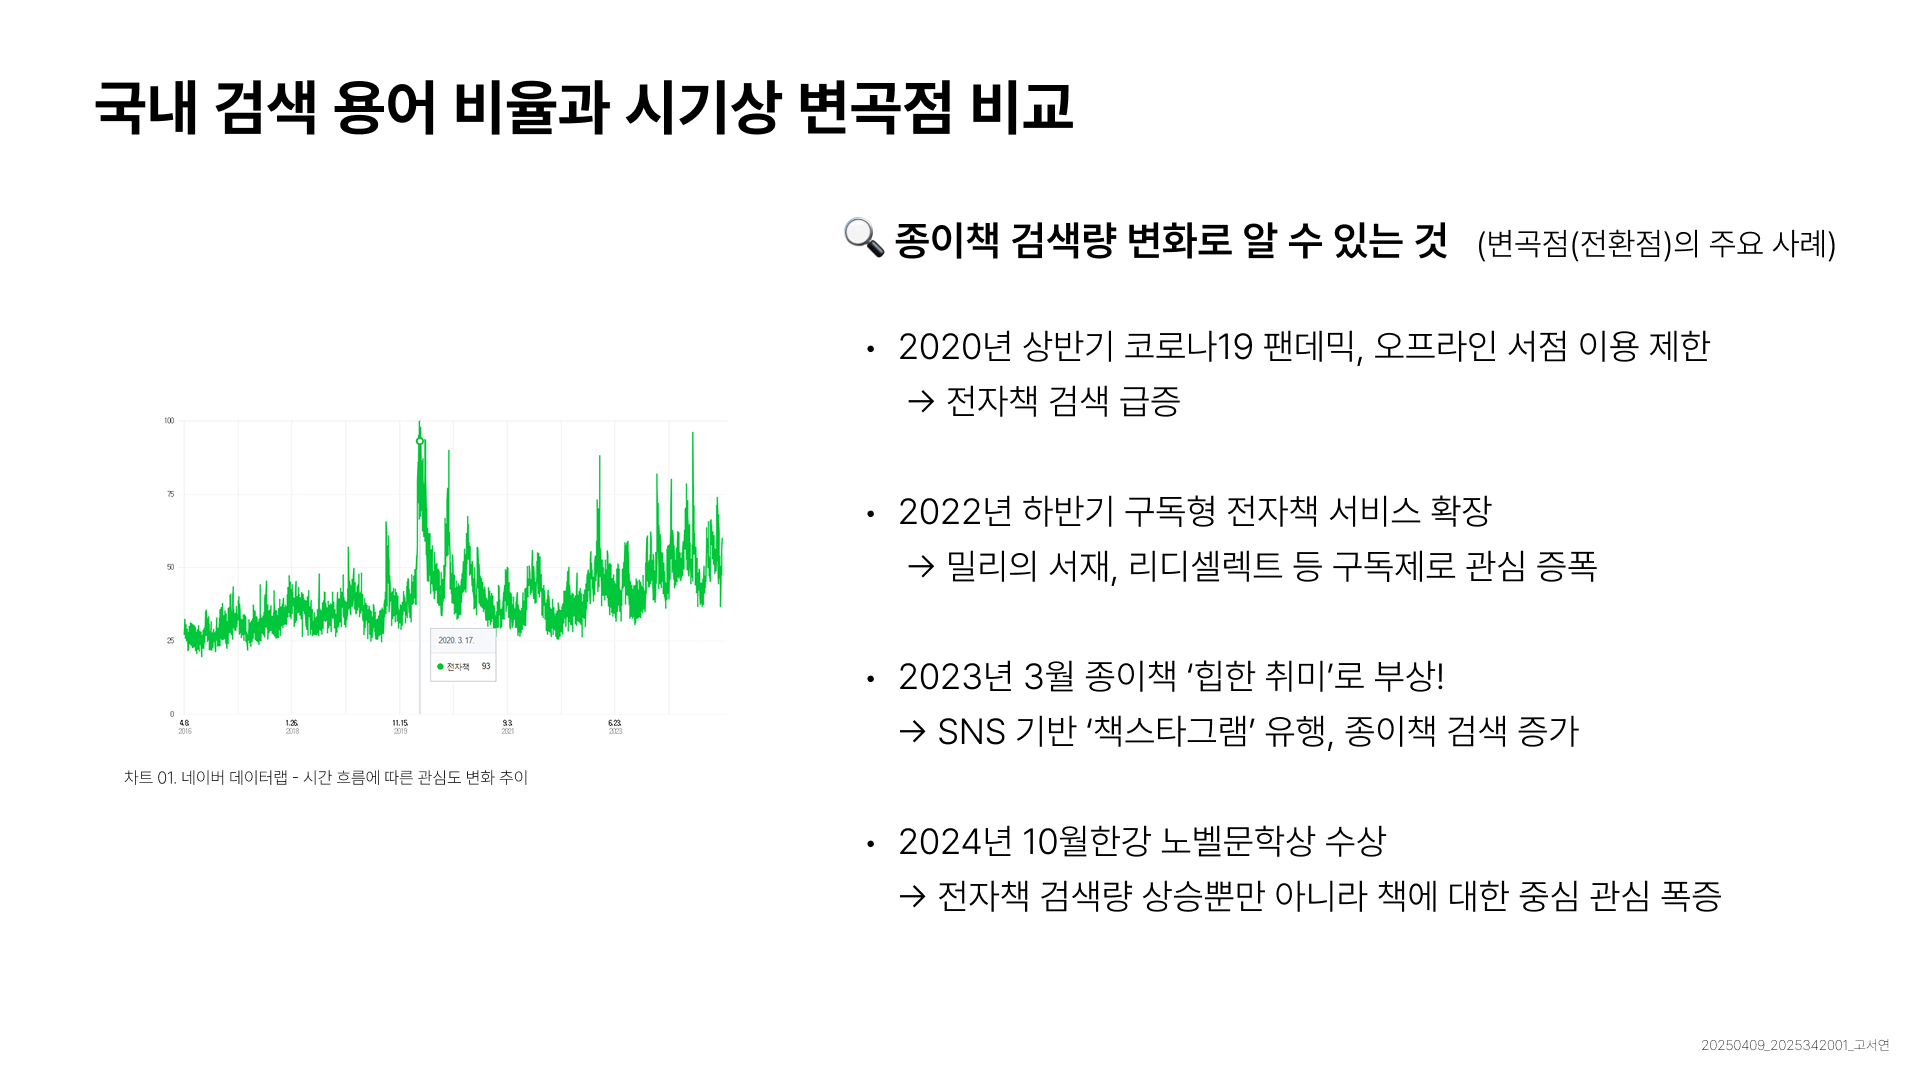 국내 검색 용어 비율과 시기상 변곡점 비교
🔍 종이책 검색량 변화로 알 수 있는 것 (변곡점(전환점)의 주요 사례)
• 2020년 상반기 코로나19 팬데믹, 오프라인 서점 이용 제한
→ 전자책 검색 급증
• 2022년 하반기 구독형 전자책 서비스 확장
→ 밀리의 서재, 리디셀렉트 등 구독제로 관심 증폭
• 2023년 3월 종이책 ‘힙한 취미’로 부상!
→ SNS 기반 ‘책스타그램’ 유행, 종이책 검색 증가
• 2024년 10월한강 노벨문학상 수상
→ 전자책 검색량 상승뿐만 아니라 책에 대한 중심 관심 폭증
100
75
50
25
0
2020. 3. 17.
전자책 93
4.8. 1.26. 11.15. 9.3. 6.23.
2016 2018 2019 2021 2023
차트 01. 네이버 데이터랩 - 시간 흐름에 따른 관심도 변화 추이
20250409_2025342001_고서연